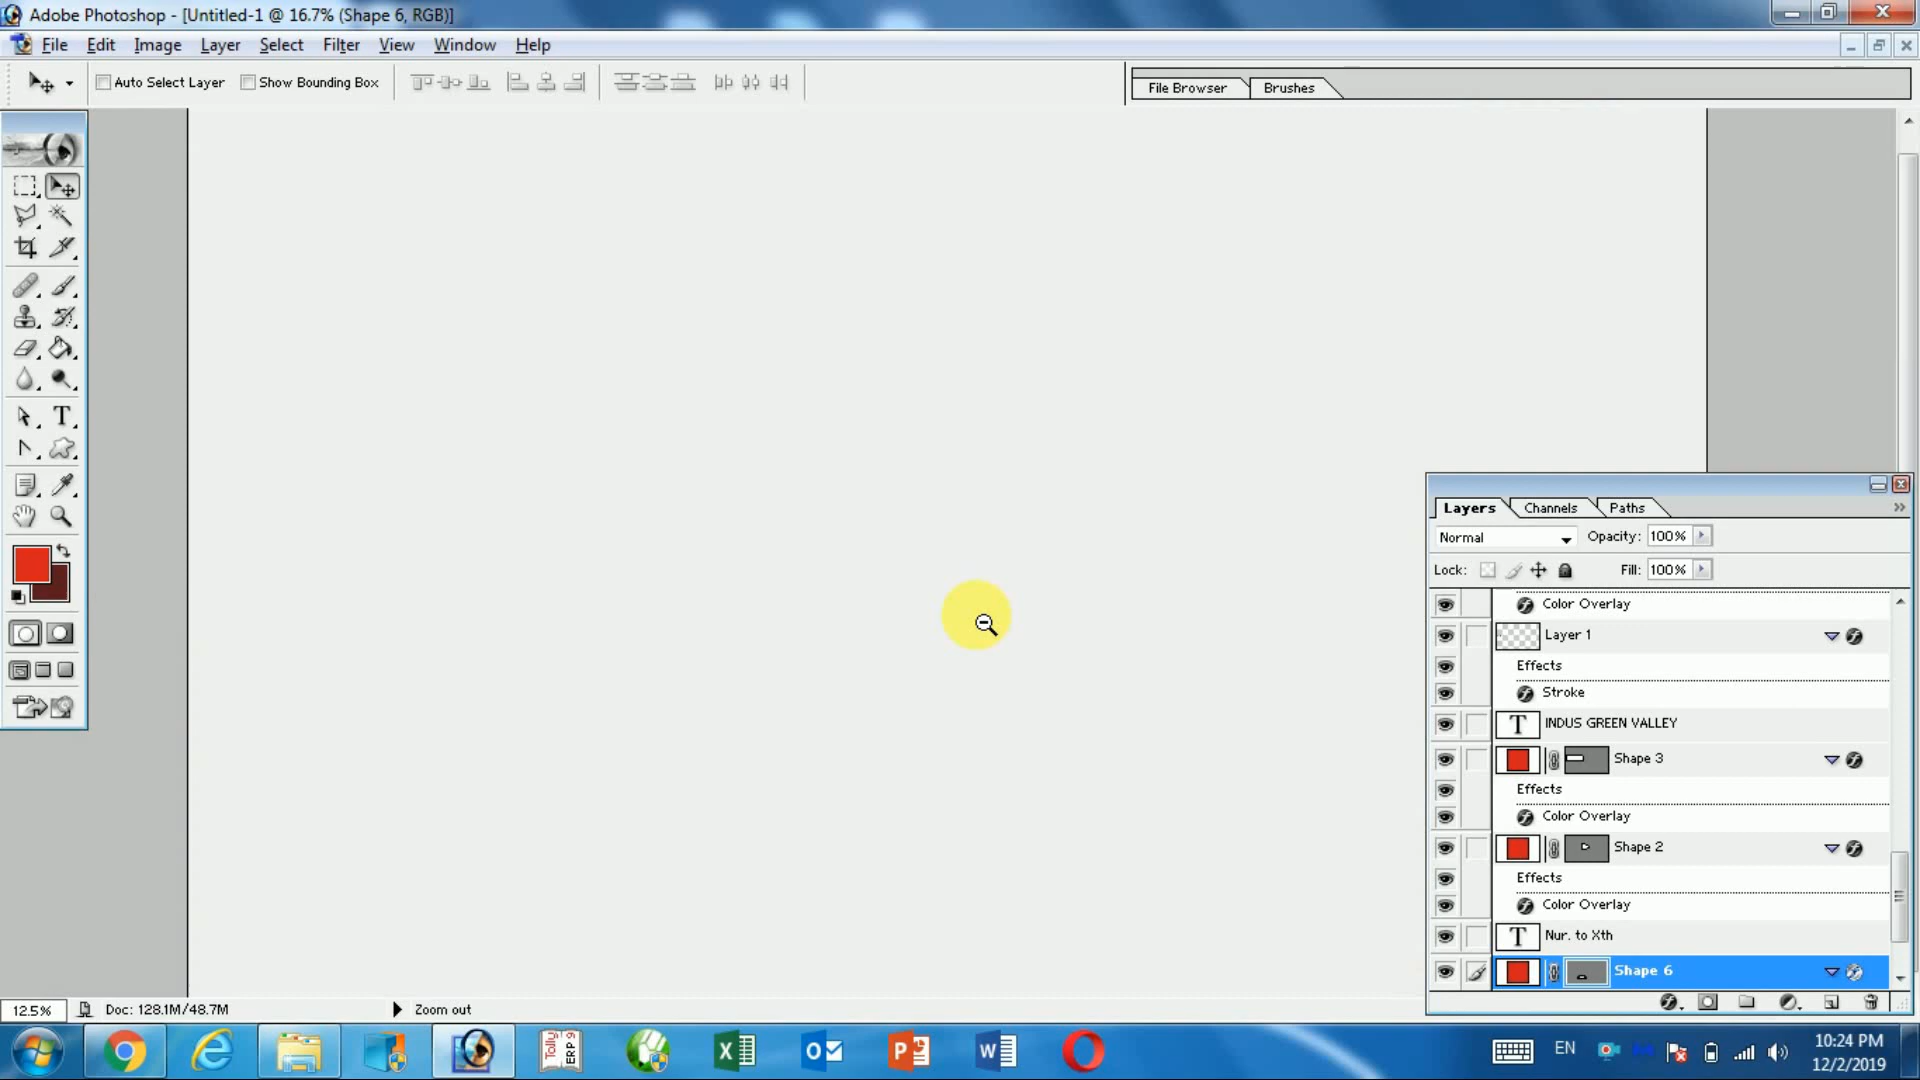 Adobe Photoshop - [Untitled-1 @ 16.7% (Shape 6, RGB)]
File Edit Image Layer Select Filter View Window Help
Auto Select Layer Show Bounding Box File Browser Brushes
Layers Channels Paths
Normal Opacity: 100%
Lock: Fill: 100%
Color Overlay
Layer 1
Effects
Stroke
T INDUS GREEN VALLEY
Shape 3
Effects
Color Overlay
Shape 2
Effects
Color Overlay
T Nur. to Xth
Shape 6
12.5% Doc: 128.1M/48.7M Zoom out
Tally ERP 9
EN
10:24 PM
12/2/2019